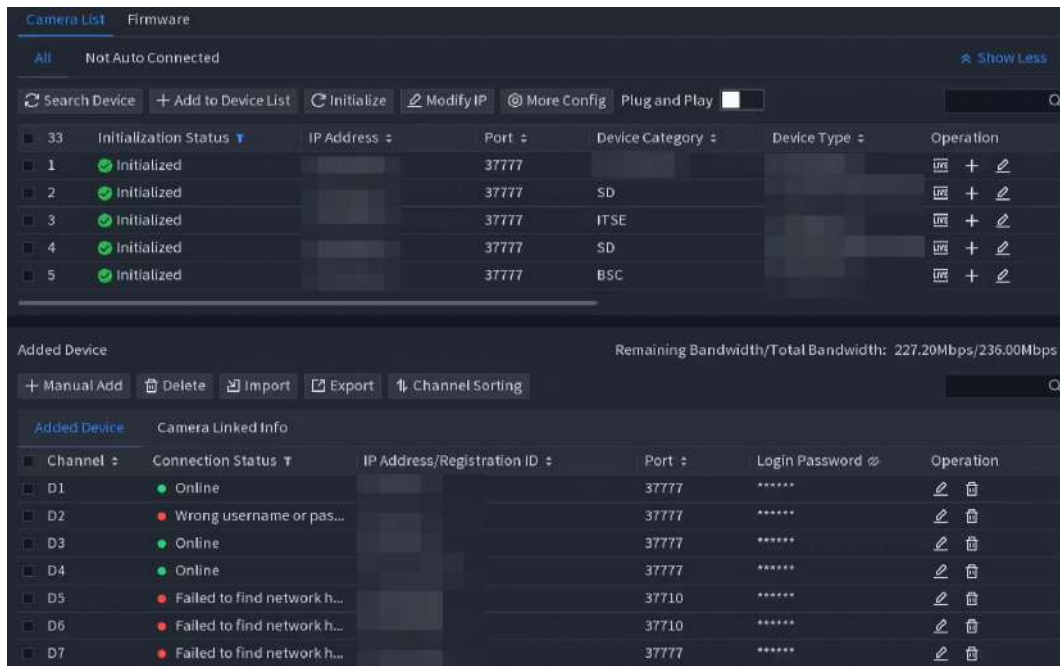 Camera List Firmware
All Not Auto Connected Show Less
Search Device + Add to Device List Initialize Modify IP More Config Plug and Play
33 Initialization Status IP Address Port Device Category Device Type Operation
1 Initialized 37777 LIVE
2 Initialized 37777 SD LIVE
3 Initialized 37777 ITSE LIVE
4 Initialized 37777 SD LIVE
5 Initialized 37777 BSC LIVE
Added Device Remaining Bandwidth/Total Bandwidth: 227.20Mbps/236.00Mbps
+ Manual Add Delete Import Export Channel Sorting
Added Device Camera Linked Info
Channel Connection Status IP Address/Registration ID Port Login Password Operation
D1 Online 37777 ******
D2 Wrong username or pas... 37777 ******
D3 Online 37777 ******
D4 Online 37777 ******
D5 Failed to find network h... 37710 ******
D6 Failed to find network h... 37710 ******
D7 Failed to find network h... 37777 ******